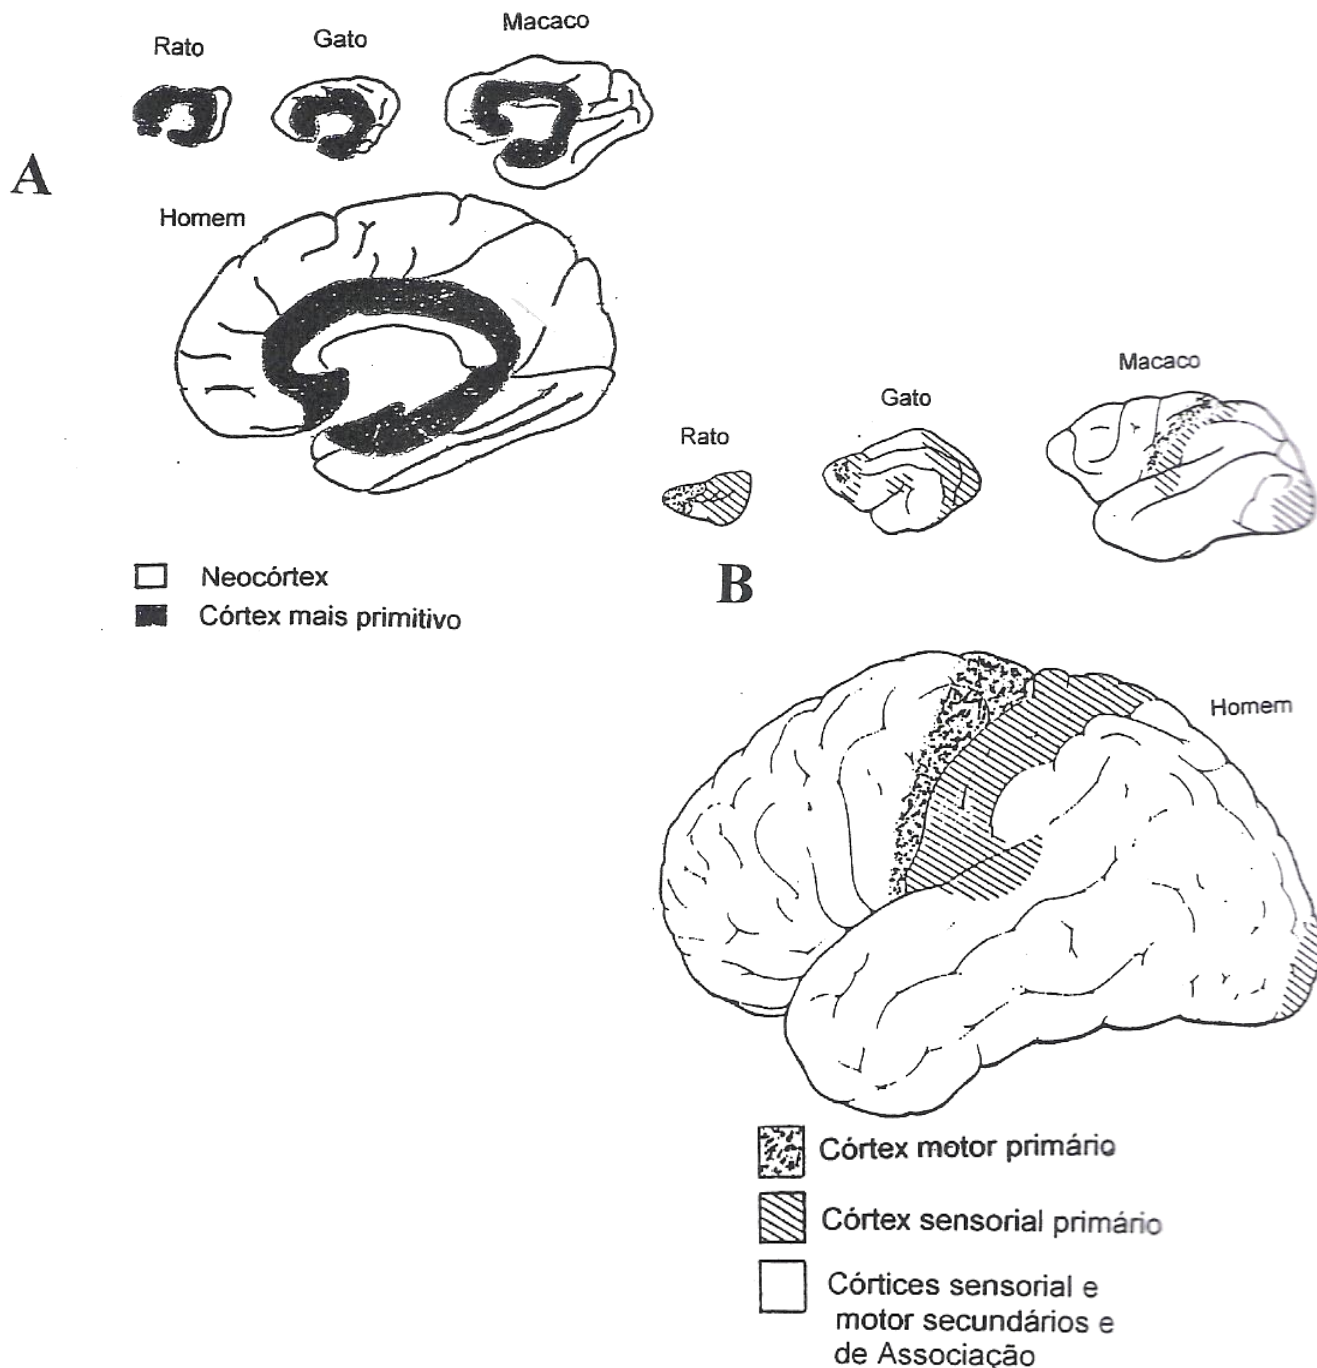 Rato
Gato
Macaco
A
Homem
Neocórtex
Córtex mais primitivo
Macaco
Gato
Rato
B
Homem
Córtex motor primário
Córtex sensorial primário
Córtices sensorial e
motor secundários e
de Associação